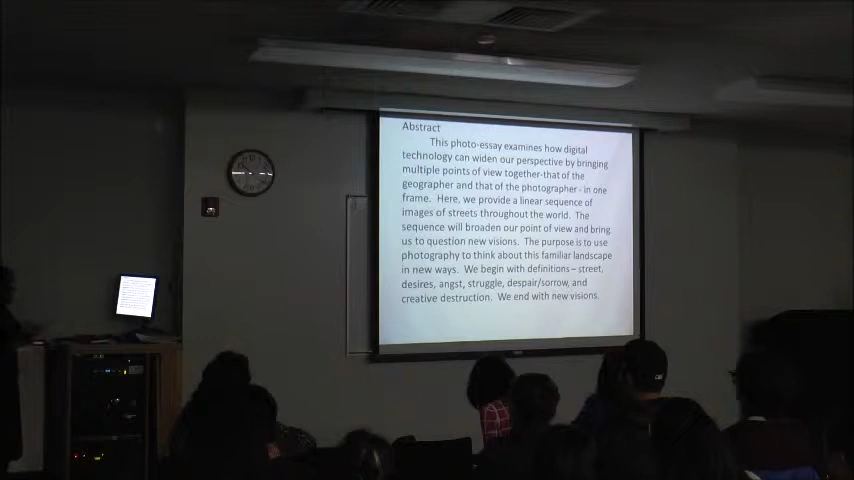 Abstract
This photo-essay examines how digital
technology can widen our perspective by bringing
multiple points of view together-that of the
geographer and that of the photographer - in one
frame. Here, we provide a linear sequence of
images of streets throughout the world. The
sequence will broaden our point of view and bring
us to question new visions. The purpose is to use
photography to think about this familiar landscape
in new ways. We begin with definitions – street,
desires, angst, struggle, despair/sorrow, and
creative destruction. We end with new visions.